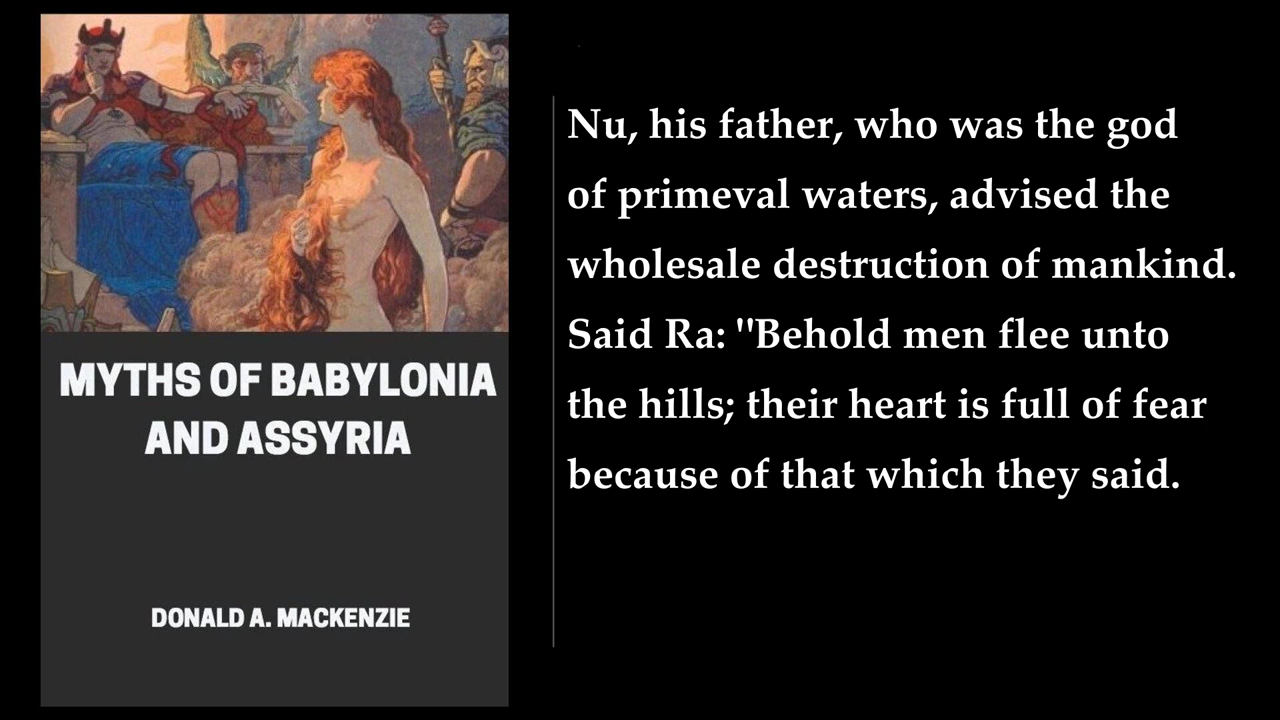 MYTHS OF BABYLONIA
AND ASSYRIA
DONALD A. MACKENZIE
Nu, his father, who was the god
of primeval waters, advised the
wholesale destruction of mankind.
Said Ra: "Behold men flee unto
the hills; their heart is full of fear
because of that which they said.